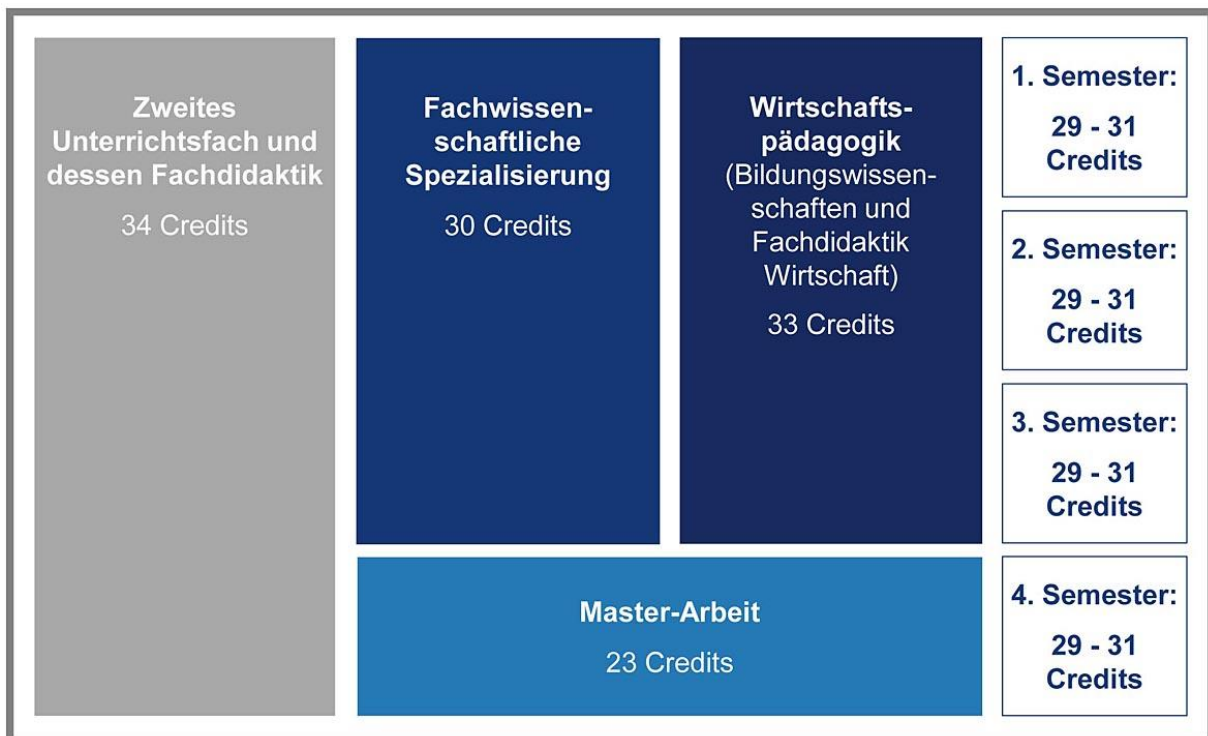 Zweites
Unterrichtsfach und
dessen Fachdidaktik
34 Credits
Fachwissen-
schaftliche
Spezialisierung
30 Credits
Wirtschafts-
pädagogik
(Bildungswissen-
schaften und
Fachdidaktik
Wirtschaft)
33 Credits
Master-Arbeit
23 Credits
1. Semester:
29 - 31
Credits
2. Semester:
29 - 31
Credits
3. Semester:
29 - 31
Credits
4. Semester:
29 - 31
Credits